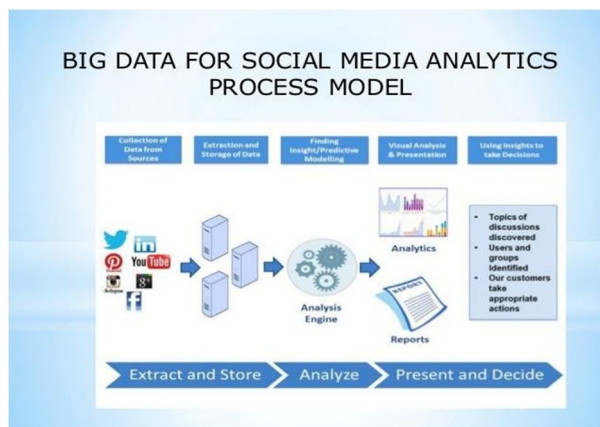 BIG DATA FOR SOCIAL MEDIA ANALYTICS
PROCESS MODEL
Collection of
Data from
Sources
Extraction and
Storage of Data
Finding
Insight/Predictive
Modelling
Visual Analysis
& Presentation
Using Insights to
take Decisions
in
You Tube
g+
Instagram
f
Analysis
Engine
Analytics
REPORT
Reports
• Topics of
discussions
discovered
• Users and
groups
identified
• Our customers
take
appropriate
actions
Extract and Store
Analyze
Present and Decide